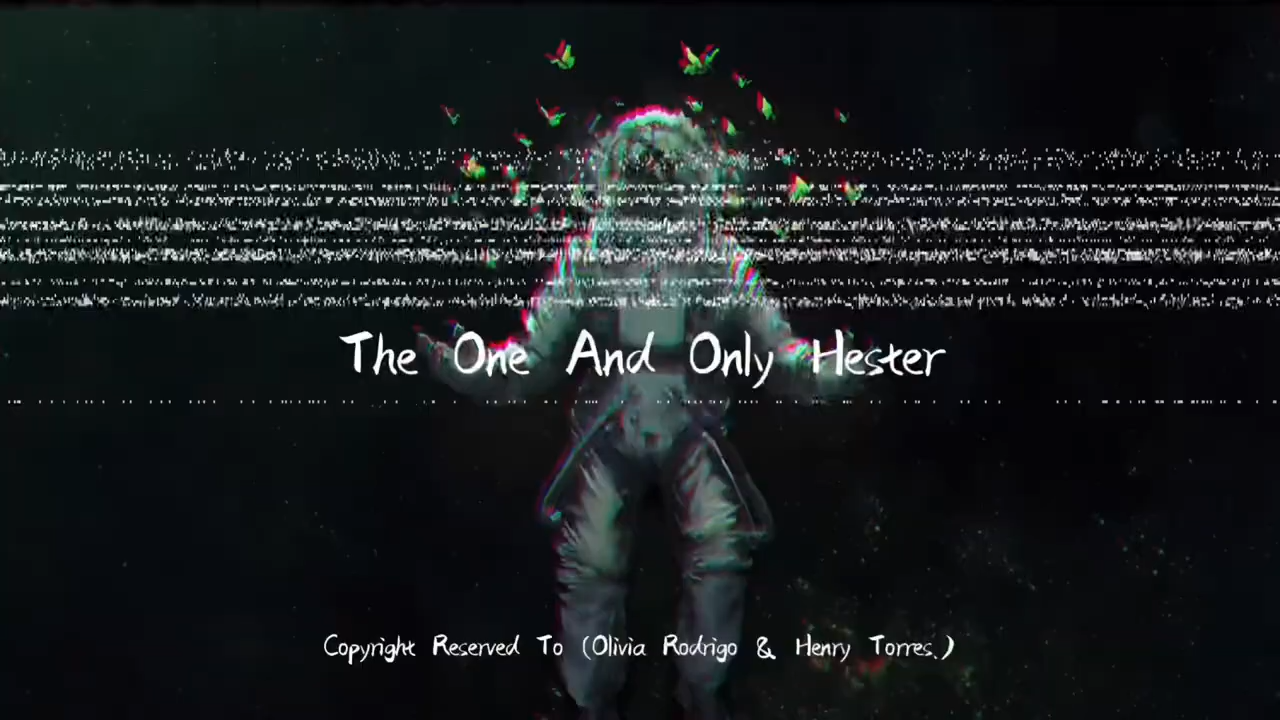 The One And Only Hester
Copyright Reserved To (Olivia Rodrigo & Henry Torres.)